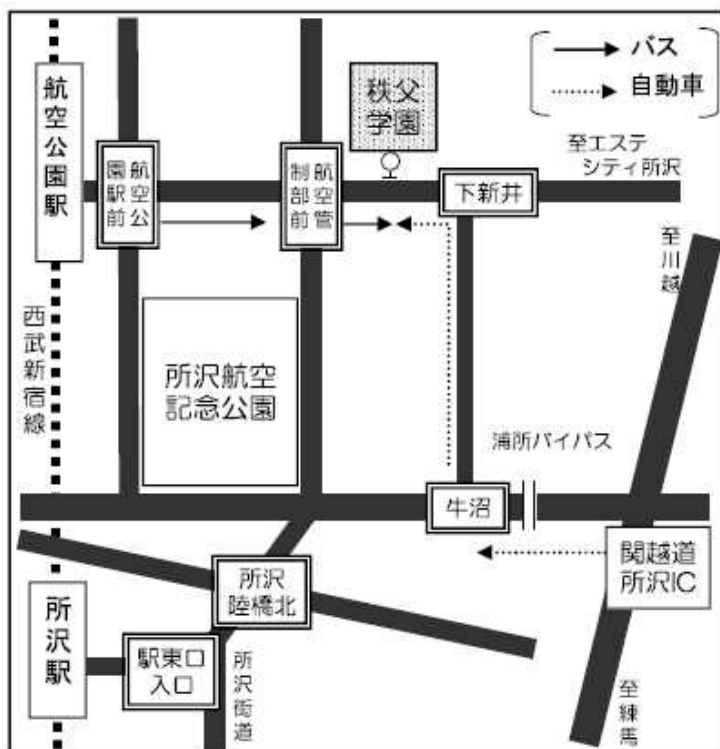 バス
自動車
航空公園駅
秩父
学園
航空公
園駅前
航空管
制部前
下新井
至エステ
シティ所沢
至川越
西武新宿線
所沢航空
記念公園
浦所バイパス
牛沼
関越道
所沢IC
所沢
陸橋北
所沢駅
駅東口
入口
所沢街道
至練馬